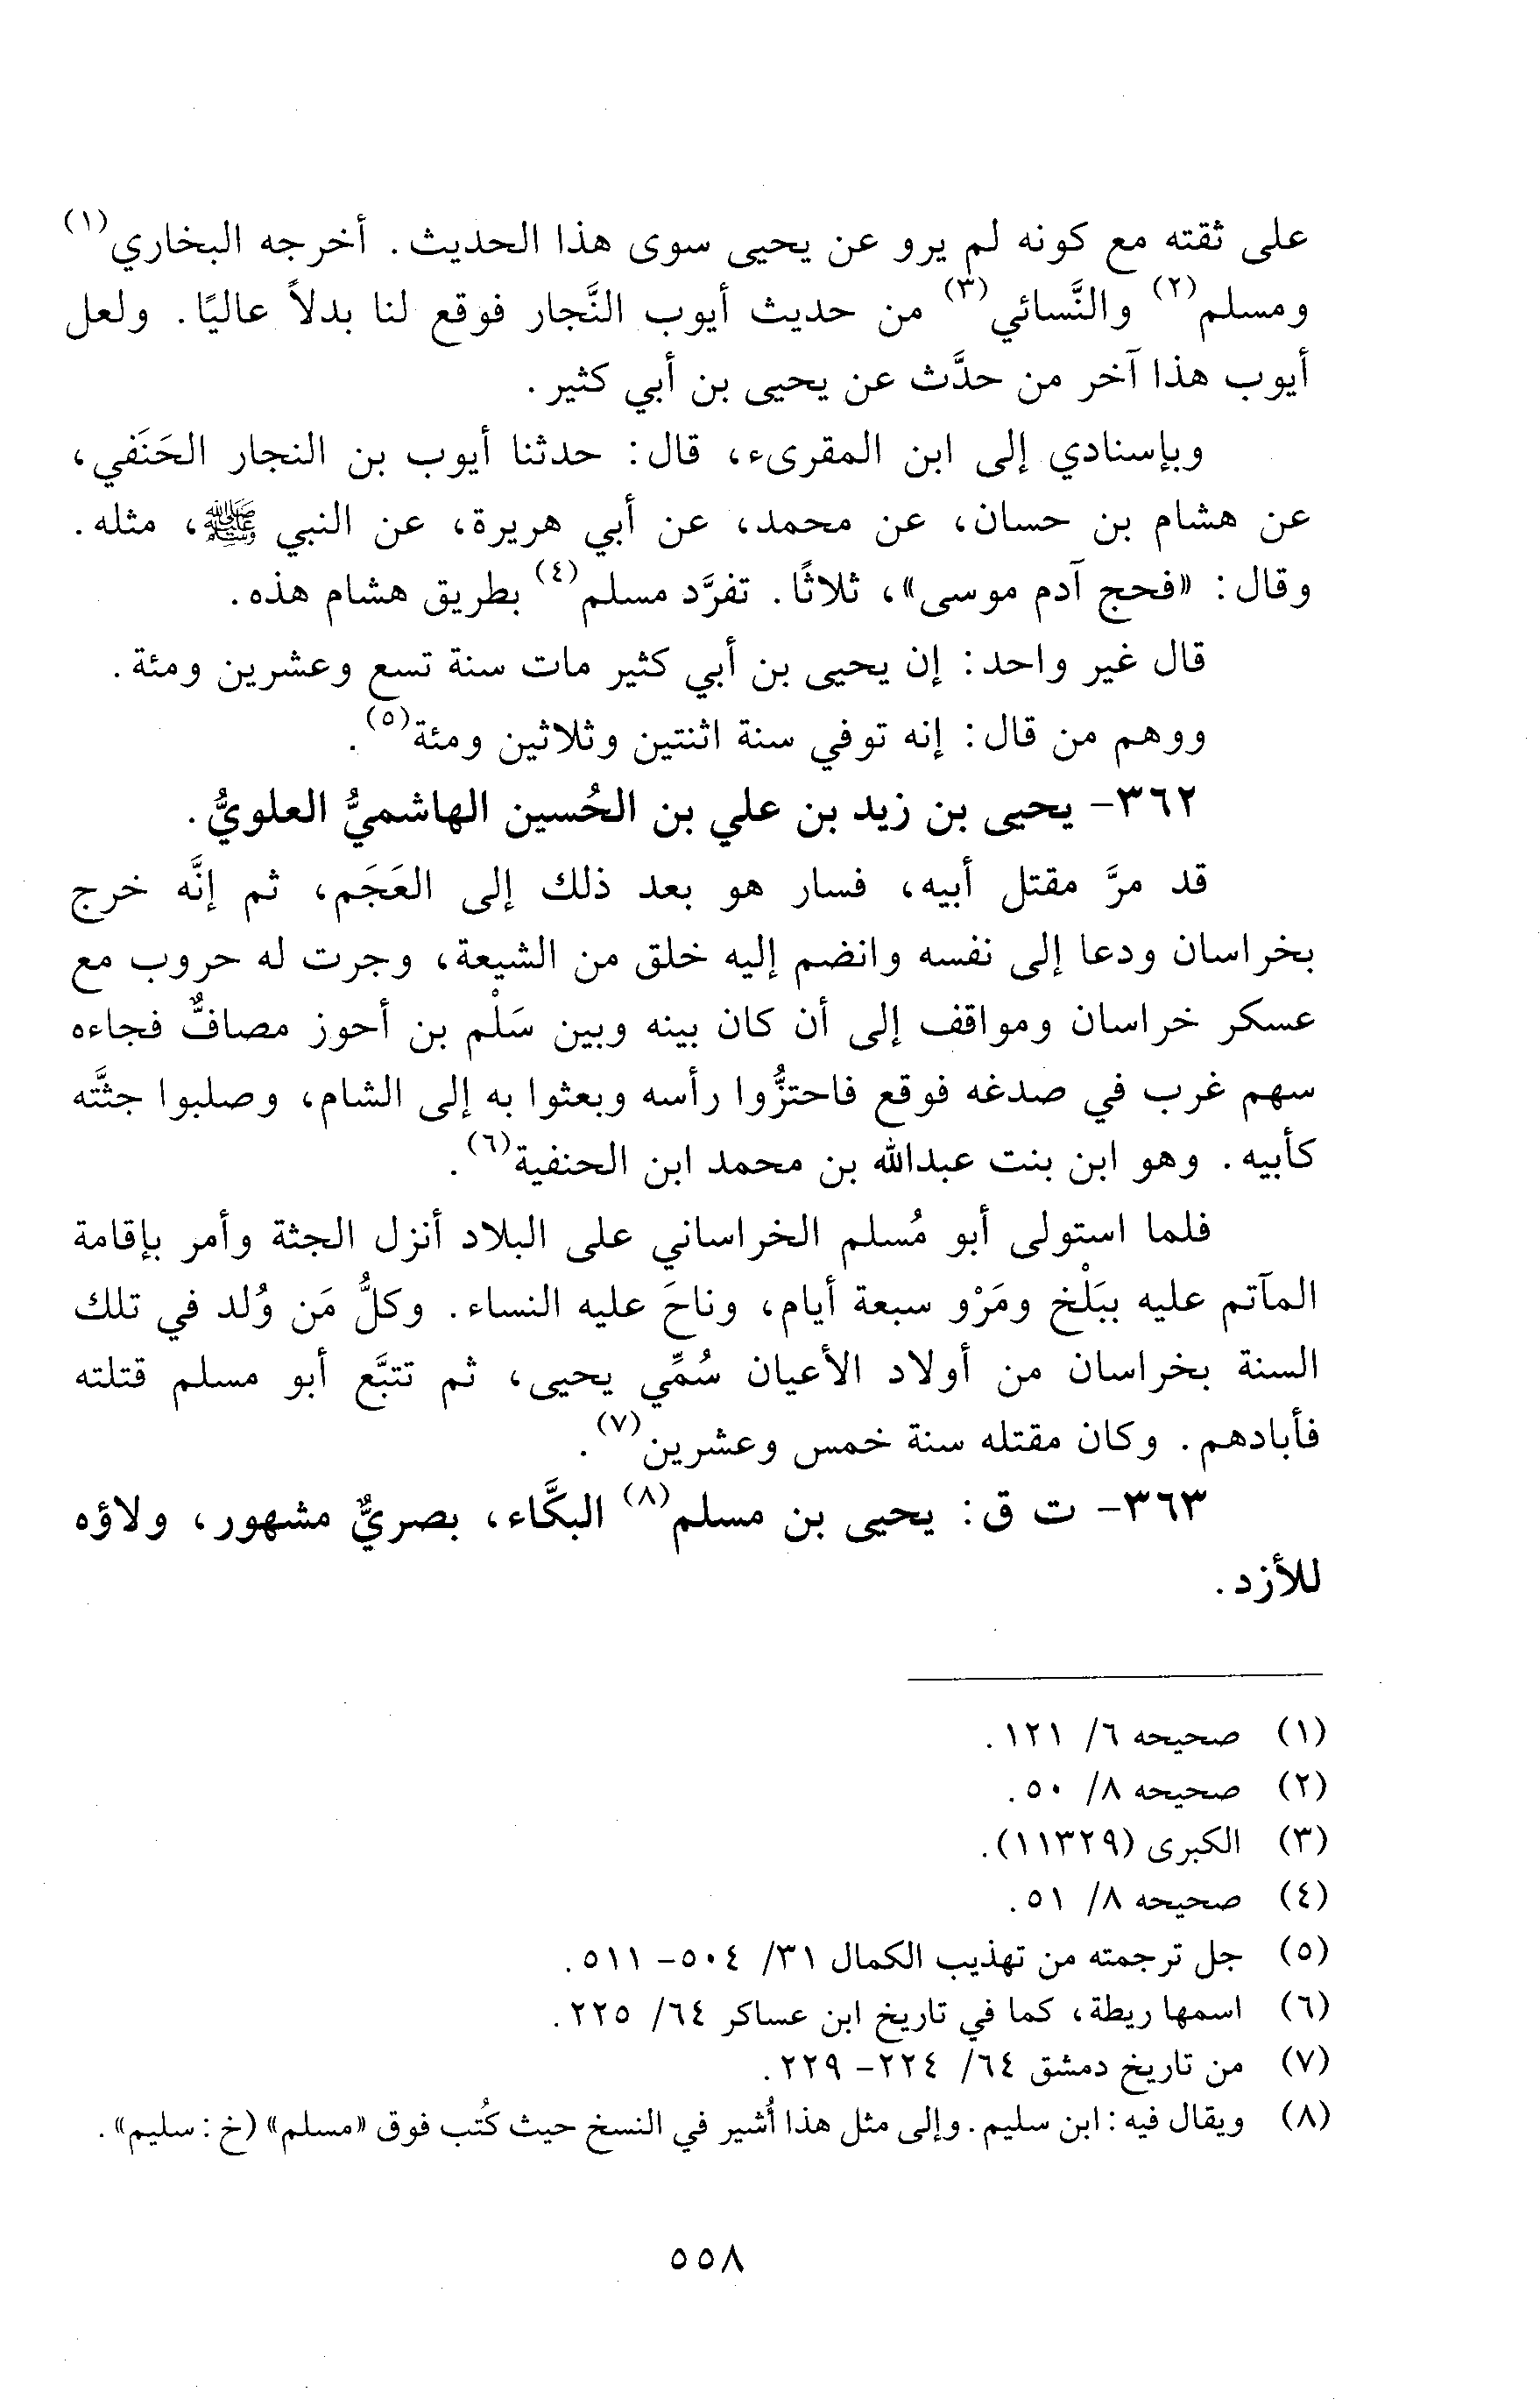 على ثقته مع كونه لم يرو عن يحيى سوى هذا الحديث. أخرجه البخاري(١)
ومسلم(٢) والنَّسائي(٣) من حديث أيوب النَّجار فوقع لنا بدلاً عاليًا. ولعل
أيوب هذا آخر من حدَّث عن يحيى بن أبي كثير.
وبإسنادي إلى ابن المقرىء، قال: حدثنا أيوب بن النجار الحَنَفي،
عن هشام بن حسان، عن محمد، عن أبي هريرة، عن النبي ﷺ، مثله.
وقال: «فحج آدم موسى»، ثلاثًا. تفرَّد مسلم(٤) بطريق هشام هذه.
قال غير واحد: إن يحيى بن أبي كثير مات سنة تسع وعشرين ومئة.
ووهم من قال: إنه توفي سنة اثنتين وثلاثين ومئة(٥).
٣٦٢- يحيى بن زيد بن علي بن الحُسين الهاشميُّ العلويُّ.
قد مرَّ مقتل أبيه، فسار هو بعد ذلك إلى العَجَم، ثم إنَّه خرج
بخراسان ودعا إلى نفسه وانضم إليه خلق من الشيعة، وجرت له حروب مع
عسكر خراسان ومواقف إلى أن كان بينه وبين سَلْم بن أحوز مصافٌّ فجاءه
سهم غرب في صدغه فوقع فاحتزُّوا رأسه وبعثوا به إلى الشام، وصلبوا جثَّته
كأبيه. وهو ابن بنت عبدالله بن محمد ابن الحنفية(٦).
فلما استولى أبو مُسلم الخراساني على البلاد أنزل الجثة وأمر بإقامة
المآتم عليه ببَلْخ ومَرْو سبعة أيام، وناحَ عليه النساء. وكلُّ مَن وُلد في تلك
السنة بخراسان من أولاد الأعيان سُمِّي يحيى، ثم تتبَّع أبو مسلم قتلته
فأبادهم. وكان مقتله سنة خمس وعشرين(٧).
٣٦٣- ت ق: يحيى بن مسلم(٨) البكَّاء، بصريٌّ مشهور، ولاؤه
للأزد.
(١) صحيحه ٦/ ١٢١.
(٢) صحيحه ٨/ ٥٠.
(٣) الكبرى (١١٣٢٩).
(٤) صحيحه ٨/ ٥١.
(٥) جل ترجمته من تهذيب الكمال ٣١/ ٥٠٤- ٥١١.
(٦) اسمها ريطة، كما في تاريخ ابن عساكر ٦٤/ ٢٢٥.
(٧) من تاريخ دمشق ٦٤/ ٢٢٤- ٢٢٩.
(٨) ويقال فيه: ابن سليم. وإلى مثل هذا أُشير في النسخ حيث كُتب فوق «مسلم» (خ: سليم».
٥٥٨